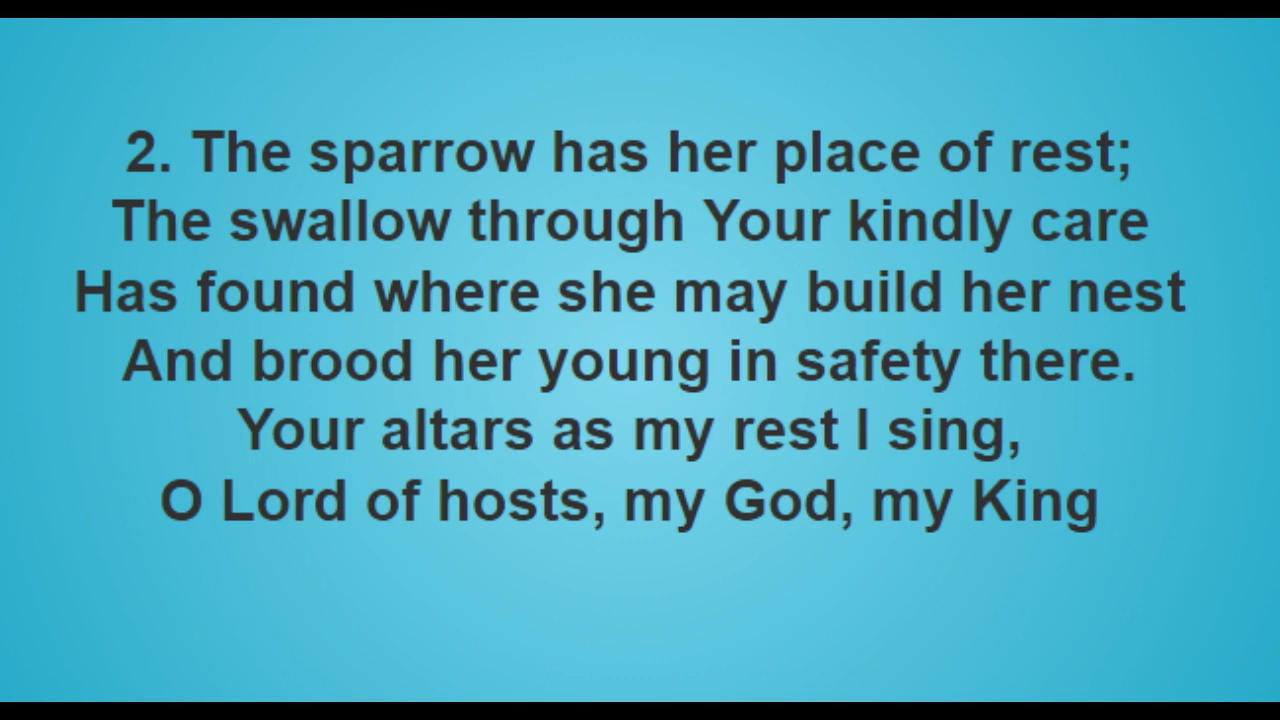 2. The sparrow has her place of rest;
The swallow through Your kindly care
Has found where she may build her nest
And brood her young in safety there.
Your altars as my rest I sing,
O Lord of hosts, my God, my King